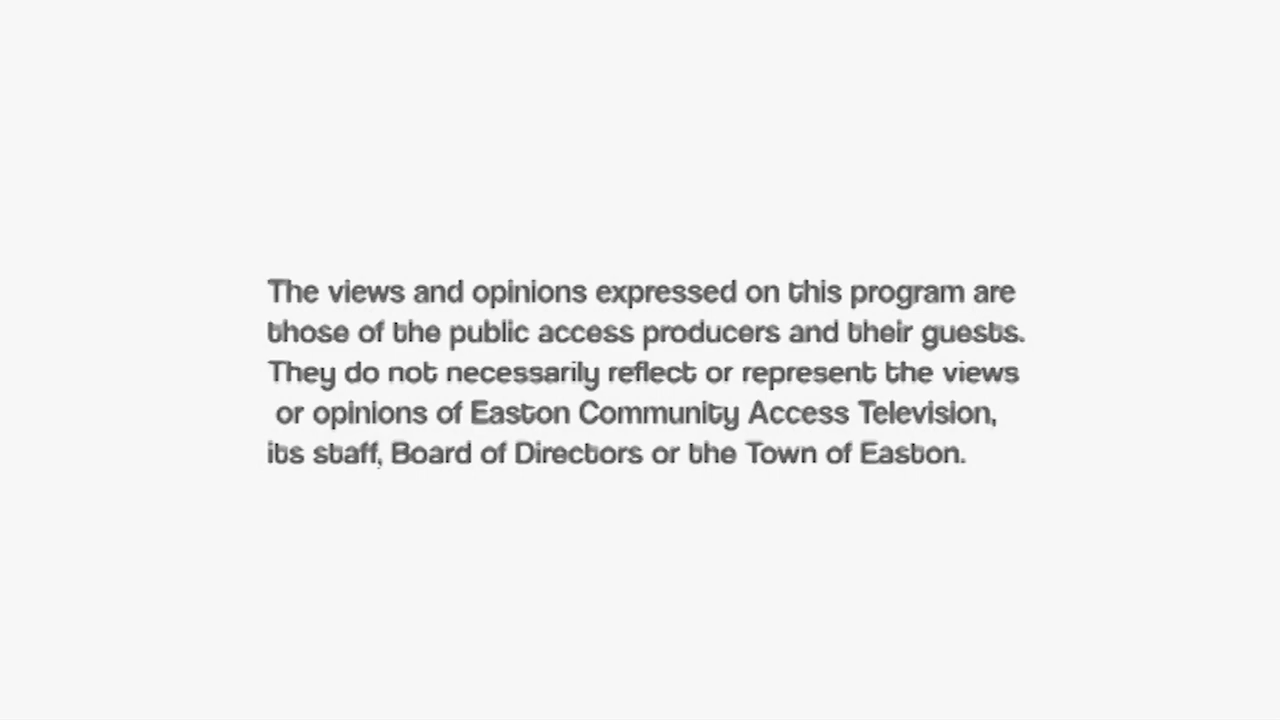 The views and opinions expressed on this program are
those of the public access producers and their guests.
They do not necessarily reflect or represent the views
or opinions of Easton Community Access Television,
its staff, Board of Directors or the Town of Easton.